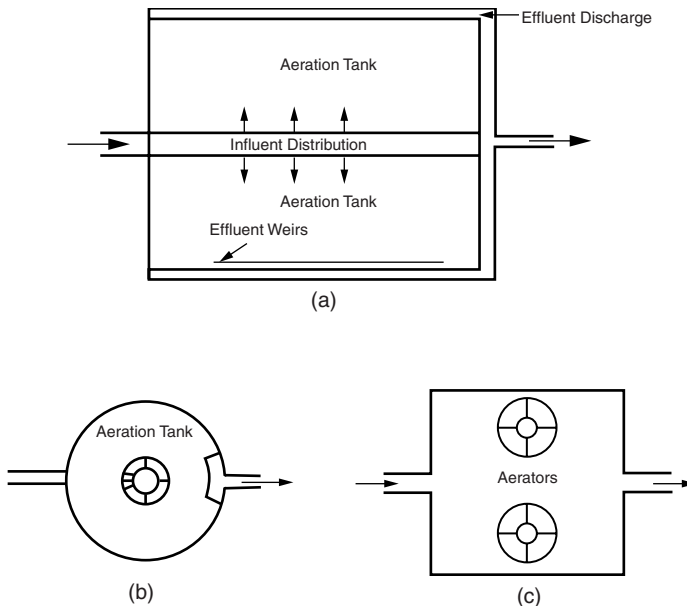 Effluent Discharge
Aeration Tank
Influent Distribution
Aeration Tank
Effluent Weirs
(a)
Aeration Tank
(b)
Aerators
(c)